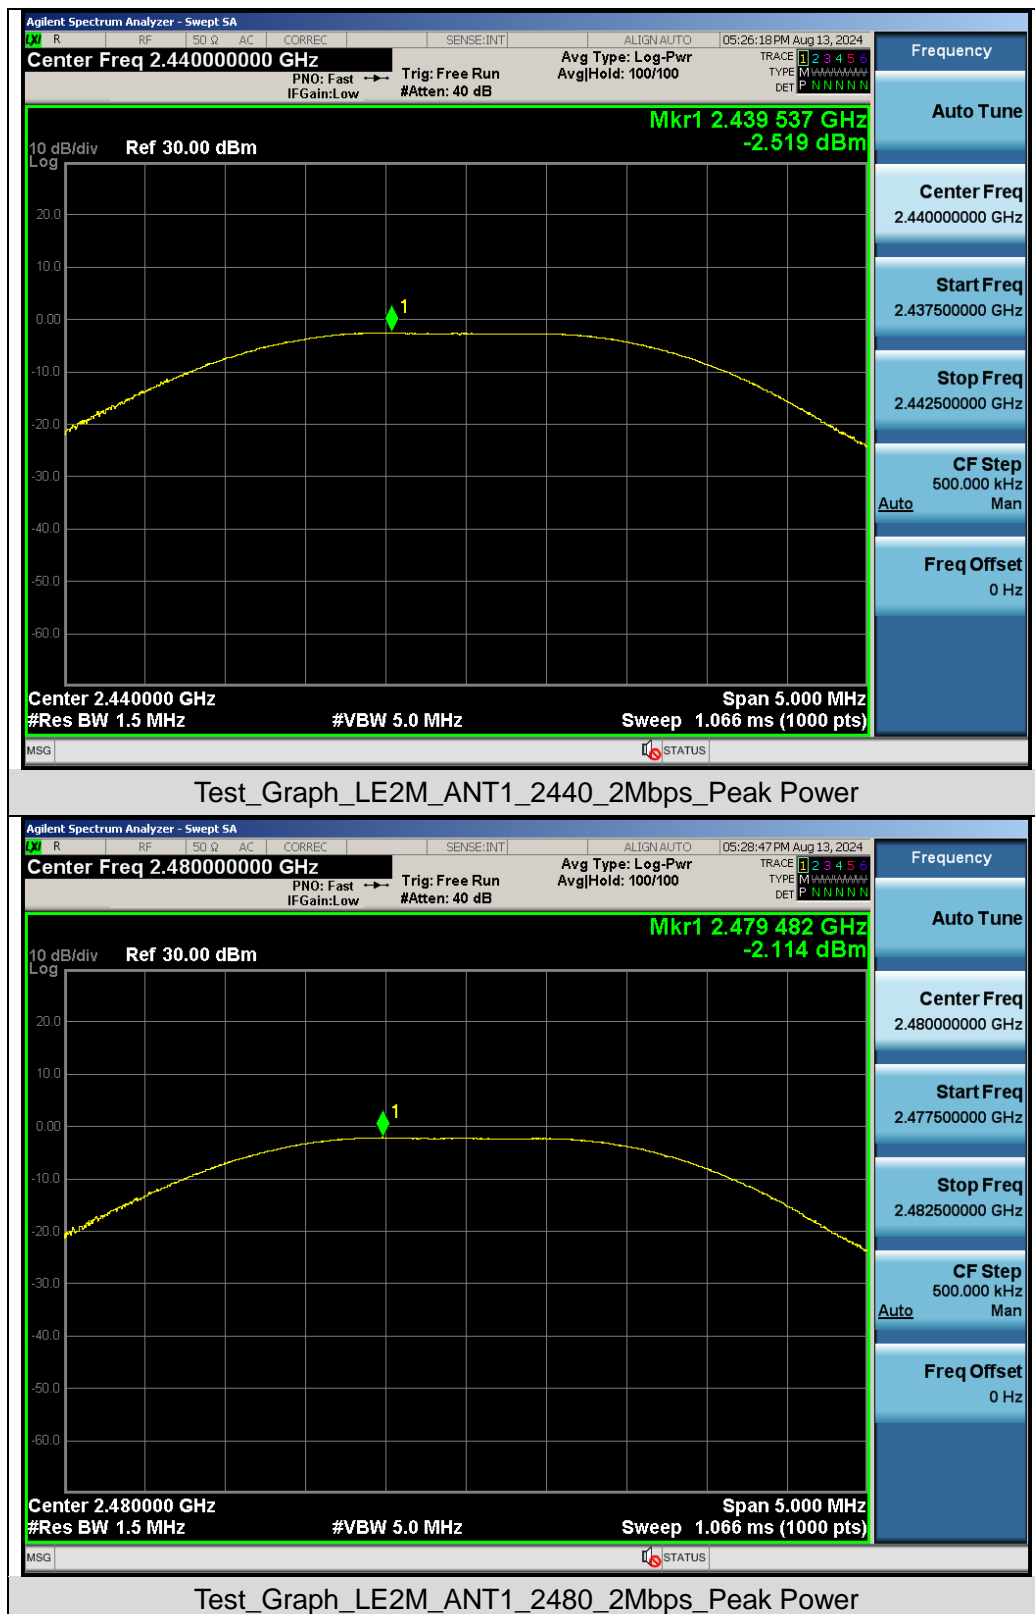 Agilent Spectrum Analyzer - Swept SA
LXI R RF 50 Ω AC CORREC SENSE:INT ALIGN AUTO 05:26:18 PM Aug 13, 2024
Center Freq 2.440000000 GHz
PNO: Fast Trig: Free Run
IFGain:Low #Atten: 40 dB
Avg Type: Log-Pwr
Avg|Hold: 100/100
TRACE 1 2 3 4 5 6
TYPE M WWWWW
DET P N N N N N
Mkr1 2.439 537 GHz
-2.519 dBm
10 dB/div Ref 30.00 dBm
Log
20.0
10.0
0.00
-10.0
-20.0
-30.0
-40.0
-50.0
-60.0
1
Center 2.440000 GHz Span 5.000 MHz
#Res BW 1.5 MHz #VBW 5.0 MHz Sweep 1.066 ms (1000 pts)
MSG STATUS
Frequency
Auto Tune
Center Freq
2.440000000 GHz
Start Freq
2.437500000 GHz
Stop Freq
2.442500000 GHz
CF Step
500.000 kHz
Auto Man
Freq Offset
0 Hz
Test_Graph_LE2M_ANT1_2440_2Mbps_Peak Power
Agilent Spectrum Analyzer - Swept SA
LXI R RF 50 Ω AC CORREC SENSE:INT ALIGN AUTO 05:28:47 PM Aug 13, 2024
Center Freq 2.480000000 GHz
PNO: Fast Trig: Free Run
IFGain:Low #Atten: 40 dB
Avg Type: Log-Pwr
Avg|Hold: 100/100
TRACE 1 2 3 4 5 6
TYPE M WWWWW
DET P N N N N N
Mkr1 2.479 482 GHz
-2.114 dBm
10 dB/div Ref 30.00 dBm
Log
20.0
10.0
0.00
-10.0
-20.0
-30.0
-40.0
-50.0
-60.0
1
Center 2.480000 GHz Span 5.000 MHz
#Res BW 1.5 MHz #VBW 5.0 MHz Sweep 1.066 ms (1000 pts)
MSG STATUS
Frequency
Auto Tune
Center Freq
2.480000000 GHz
Start Freq
2.477500000 GHz
Stop Freq
2.482500000 GHz
CF Step
500.000 kHz
Auto Man
Freq Offset
0 Hz
Test_Graph_LE2M_ANT1_2480_2Mbps_Peak Power